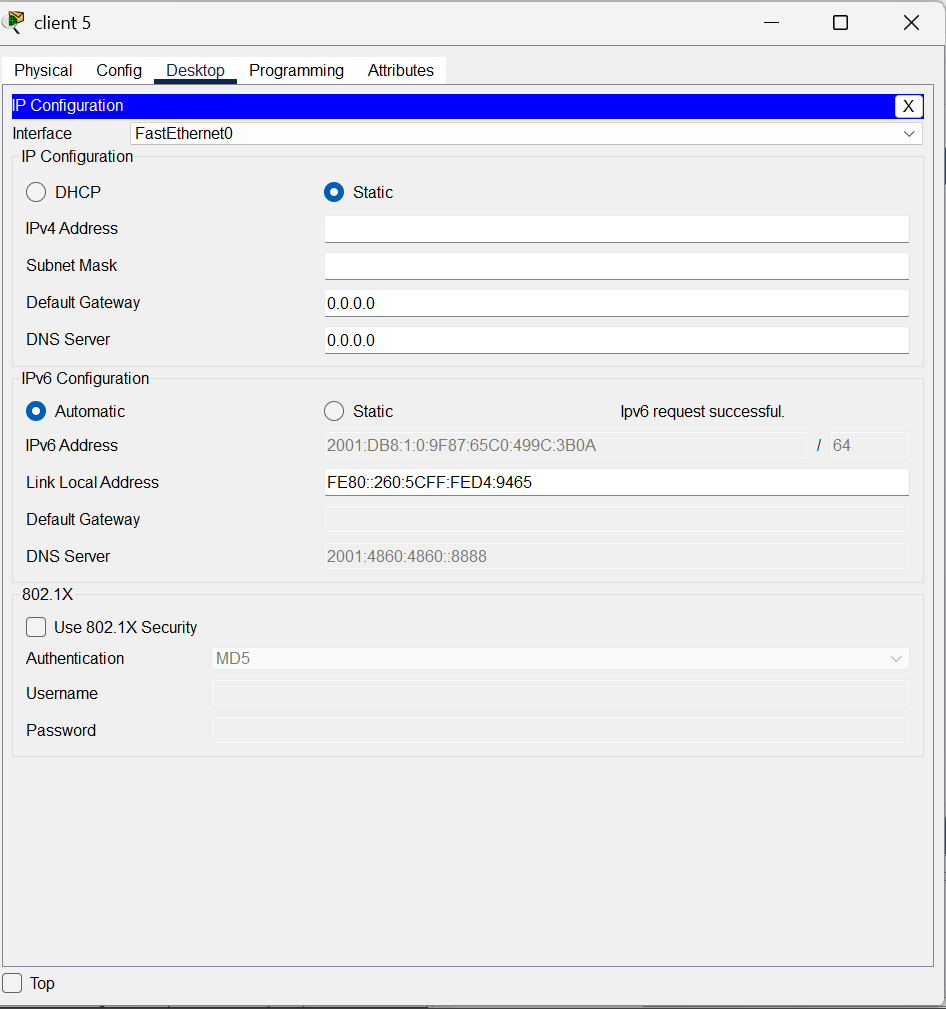 client 5
Physical Config Desktop Programming Attributes
IP Configuration X
Interface FastEthernet0
IP Configuration
DHCP Static
IPv4 Address
Subnet Mask
Default Gateway 0.0.0.0
DNS Server 0.0.0.0
IPv6 Configuration
Automatic Static Ipv6 request successful.
IPv6 Address 2001:DB8:1:0:9F87:65C0:499C:3B0A / 64
Link Local Address FE80::260:5CFF:FED4:9465
Default Gateway
DNS Server 2001:4860:4860::8888
802.1X
Use 802.1X Security
Authentication MD5
Username
Password
Top